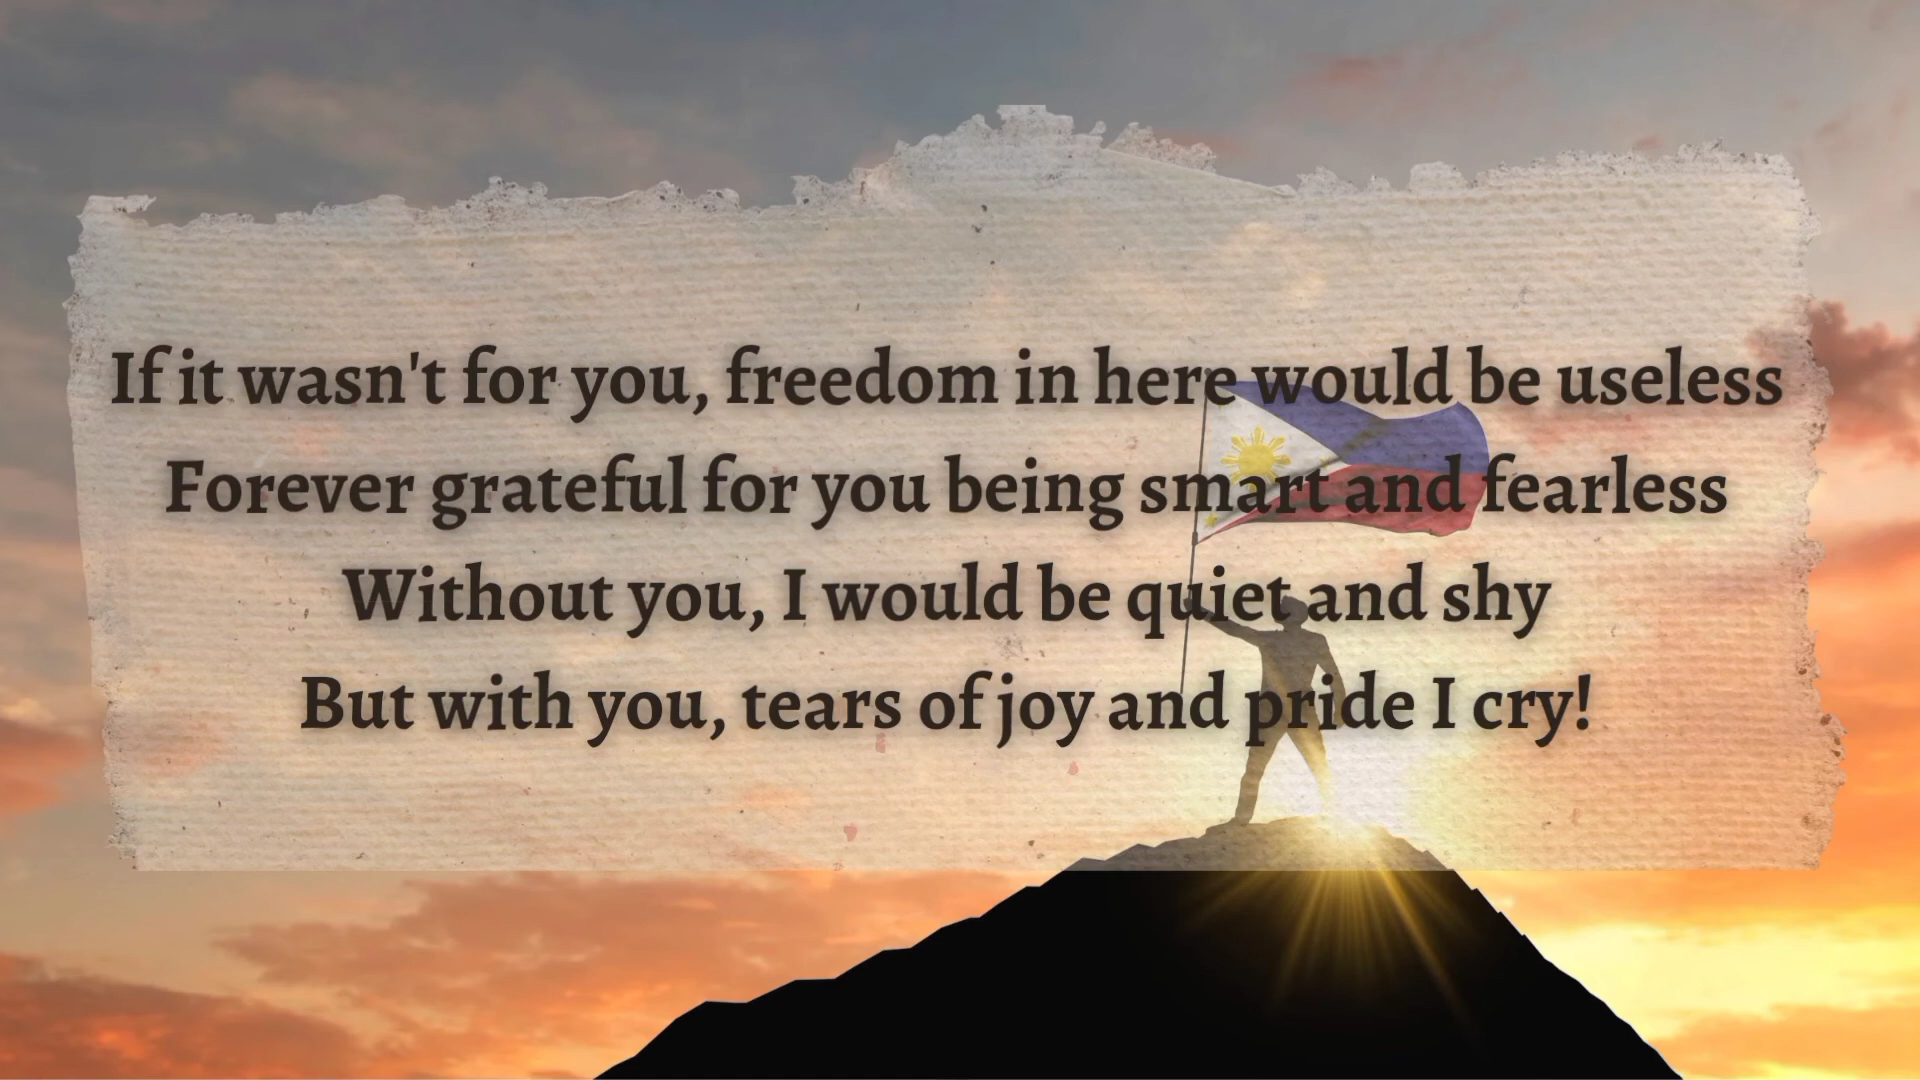 If it wasn't for you, freedom in here would be useless
Forever grateful for you being smart and fearless
Without you, I would be quiet and shy
But with you, tears of joy and pride I cry!